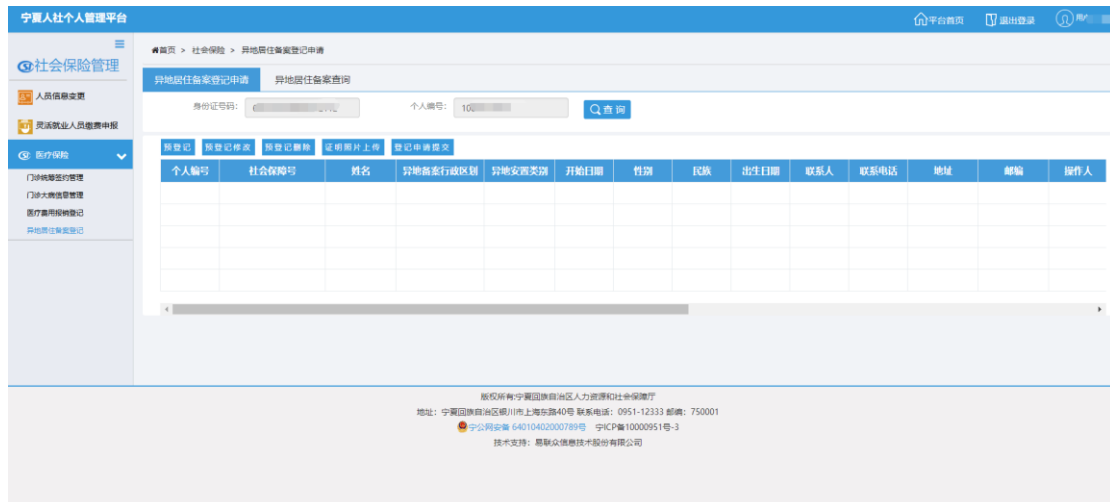 宁夏人社个人管理平台
平台首页 退出登录
社会保险管理
人员信息变更
灵活就业人员缴费申报
医疗保险
门诊统筹签约管理
门诊大病信息管理
医疗费用报销登记
异地居住备案登记
首页 > 社会保险 > 异地居住备案登记申请
异地居住备案登记申请 异地居住备案查询
身份证号码: 个人编号: 查询
预登记 预登记修改 预登记删除 证明照片上传 登记申请提交
个人编号 社会保障号 姓名 异地备案行政区划 异地安置类别 开始日期 性别 民族 出生日期 联系人 联系电话 地址 邮编 操作人
版权所有:宁夏回族自治区人力资源和社会保障厅
地址：宁夏回族自治区银川市上海东路40号 联系电话：0951-12333 邮编：750001
宁公网安备 64010402000789号 宁ICP备10000951号-3
技术支持：易联众信息技术股份有限公司